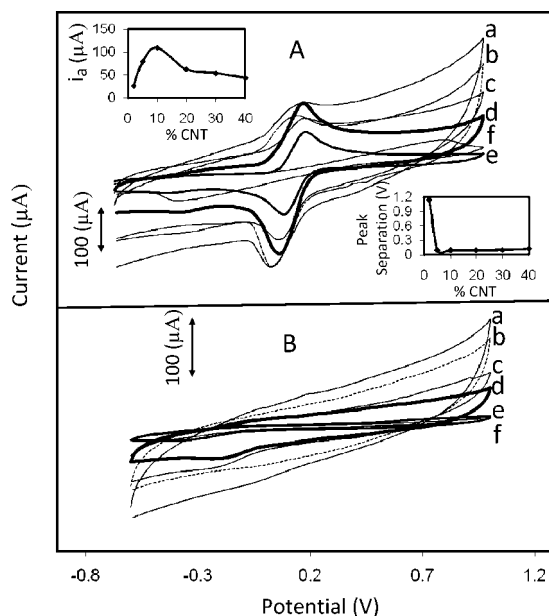 A
i_a (μA)
150
100
50
0
0 10 20 30 40
% CNT
a
b
c
d
f
e
100 (μA)
Peak
Separation (V)
1.2
0.9
0.6
0.3
0
0 10 20 30 40
% CNT
Current (μA)
B
100 (μA)
a
b
c
d
e
f
-0.8 -0.3 0.2 0.7 1.2
Potential (V)